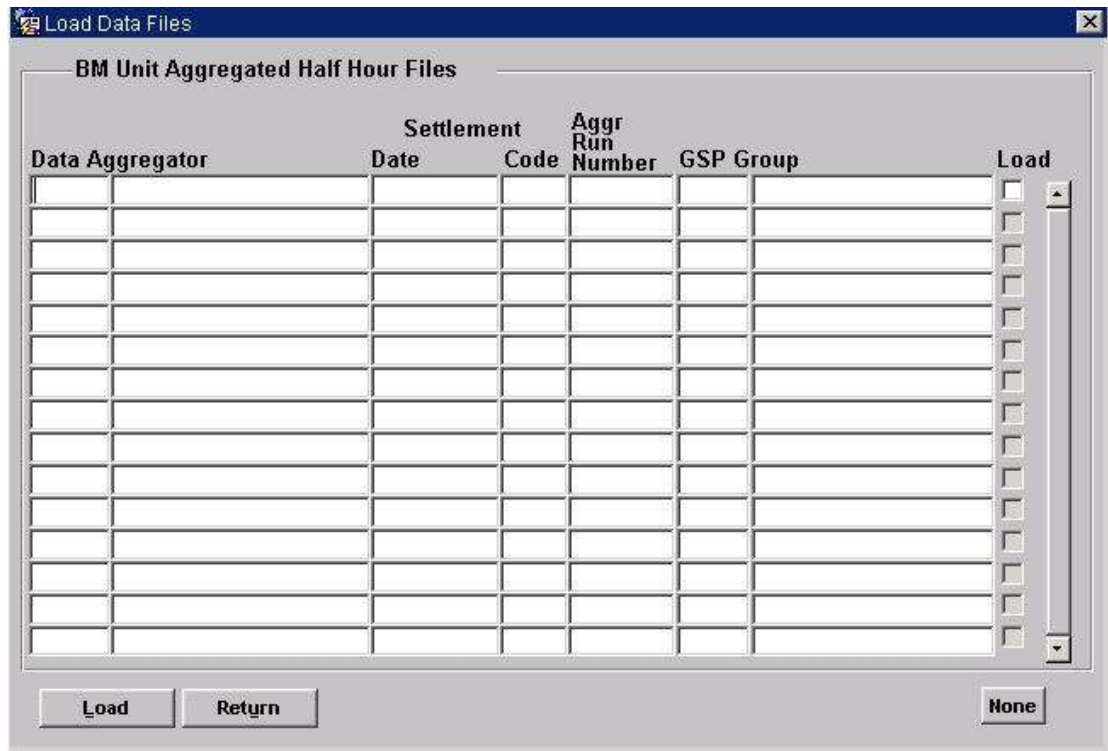 Load Data Files
BM Unit Aggregated Half Hour Files
Settlement
Aggr
Run
Data Aggregator Date Code Number GSP Group Load
Load Return None